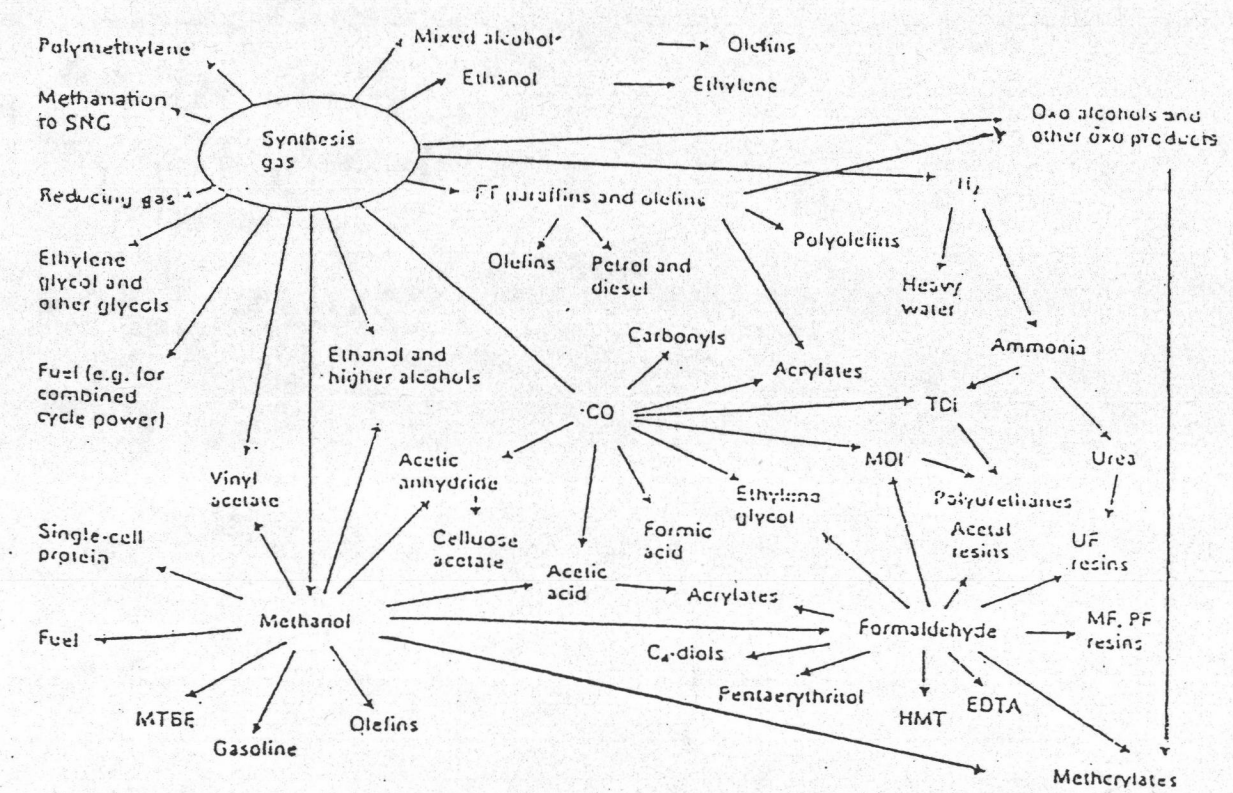 Polymethylene
Mixed alcohols
Olefins
Ethanol
Ethylene
Methanation
to SNG
Synthesis
gas
Oxo alcohols and
other oxo products
Reducing gas
FT paraffins and olefins
H₂
Polyolefins
Ethylene
glycol and
other glycols
Olefins
Petrol and
diesel
Heavy
water
Carbonyls
Ammonia
Ethanol and
higher alcohols
Fuel (e.g. for
combined
cycle power)
Acrylates
CO
TDI
MDI
Urea
Acetic
anhydride
Vinyl
acetate
Ethylene
glycol
Polyurethanes
Acetal
resins
Single-cell
protein
Celluose
acetate
Formic
acid
UF
resins
Acetic
acid
Acrylates
Methanol
Formaldehyde
MF, PF
resins
Fuel
C₄-diols
Pentaerythritol
MTBE
Gasoline
Olefins
HMT
EDTA
Methcrylates